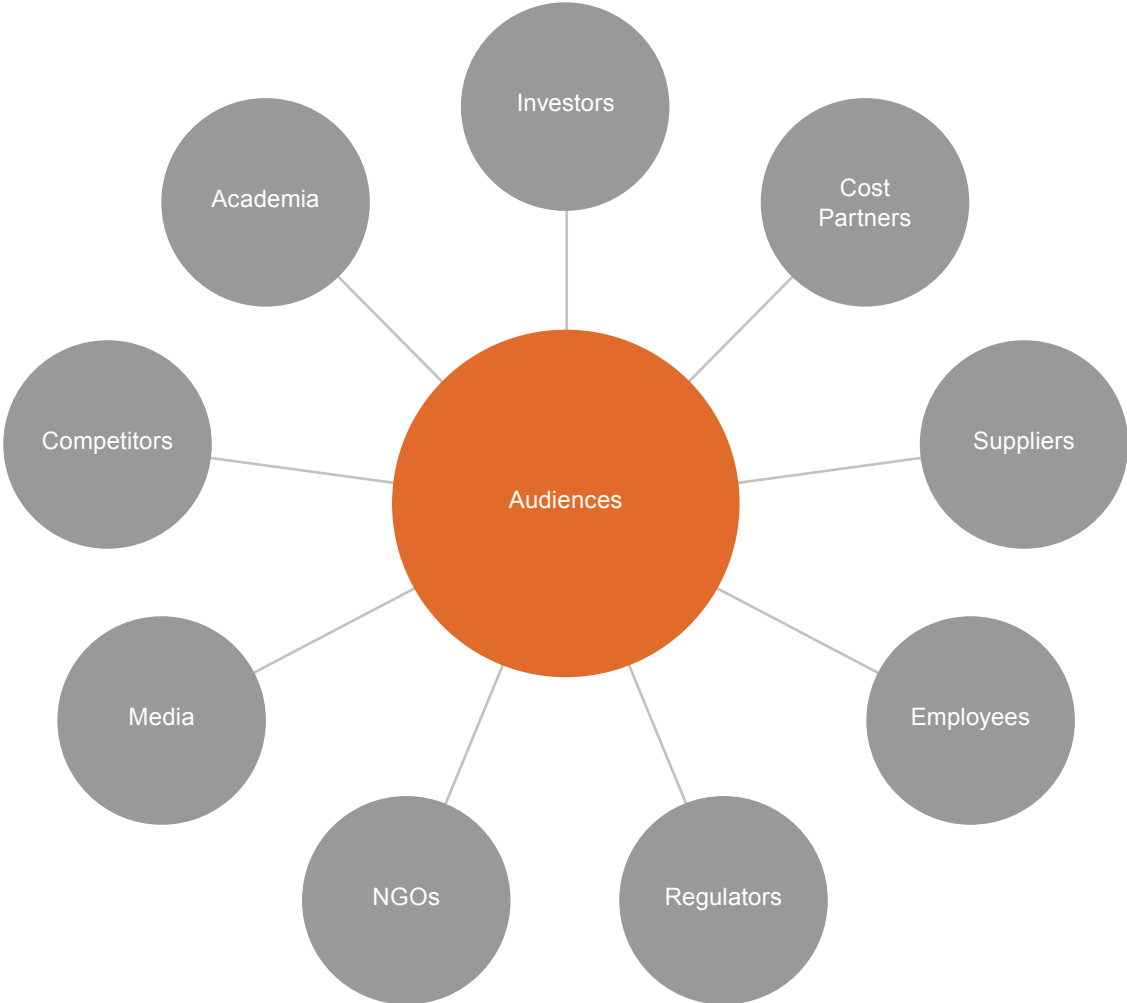 Investors
Cost
Partners
Academia
Suppliers
Competitors
Audiences
Employees
Media
Regulators
NGOs